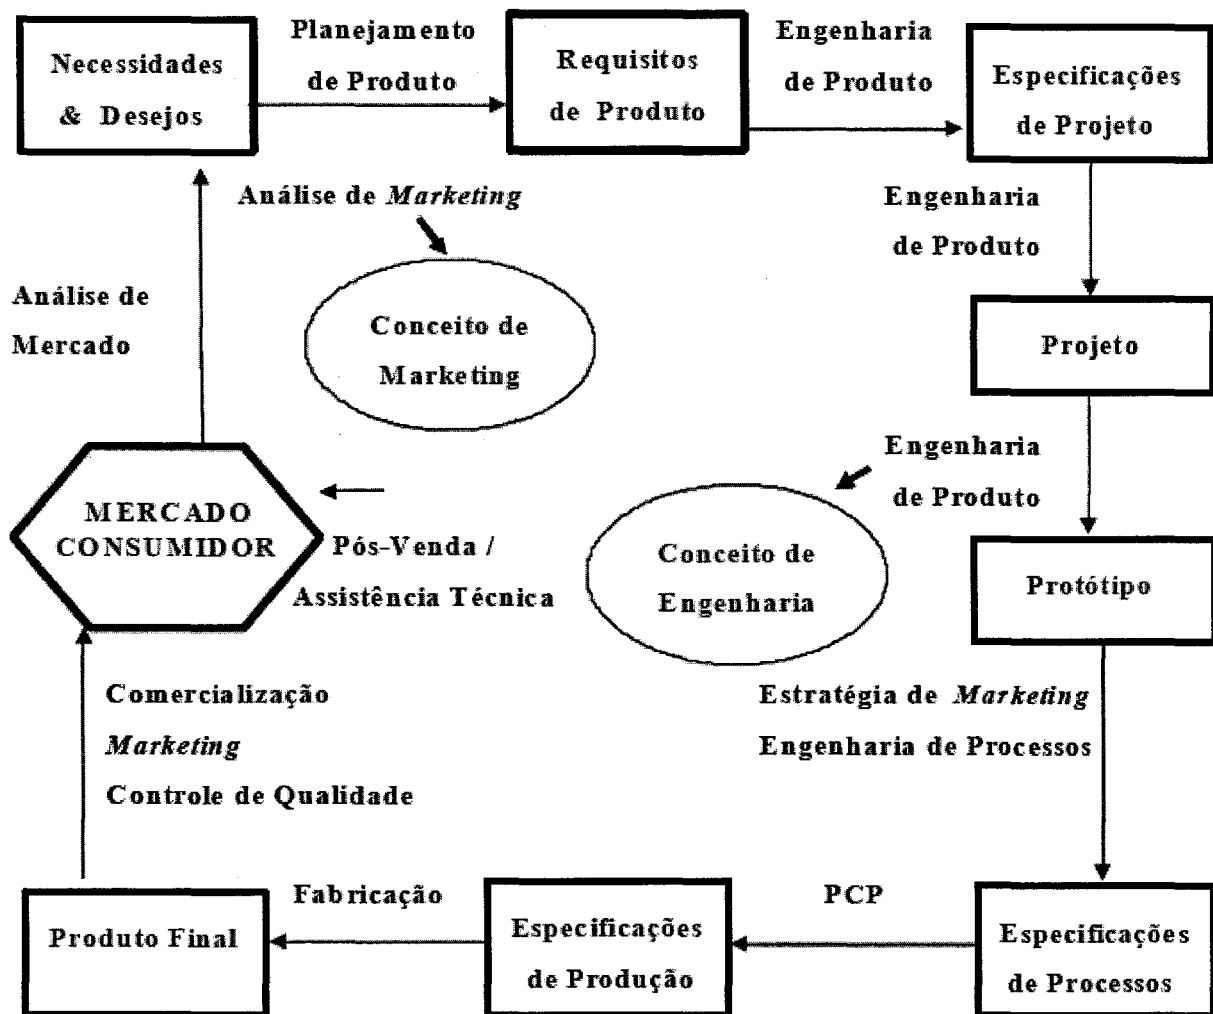 Necessidades
& Desejos
Planejamento
de Produto
Requisitos
de Produto
Engenharia
de Produto
Especificações
de Projeto
Análise de Marketing
Engenharia
de Produto
Análise de
Mercado
Conceito de
Marketing
Projeto
Engenharia
de Produto
MERCADO
CONSUMIDOR
Pós-Venda /
Assistência Técnica
Conceito de
Engenharia
Protótipo
Comercialização
Marketing
Controle de Qualidade
Estratégia de Marketing
Engenharia de Processos
Produto Final
Fabricação
Especificações
de Produção
PCP
Especificações
de Processos